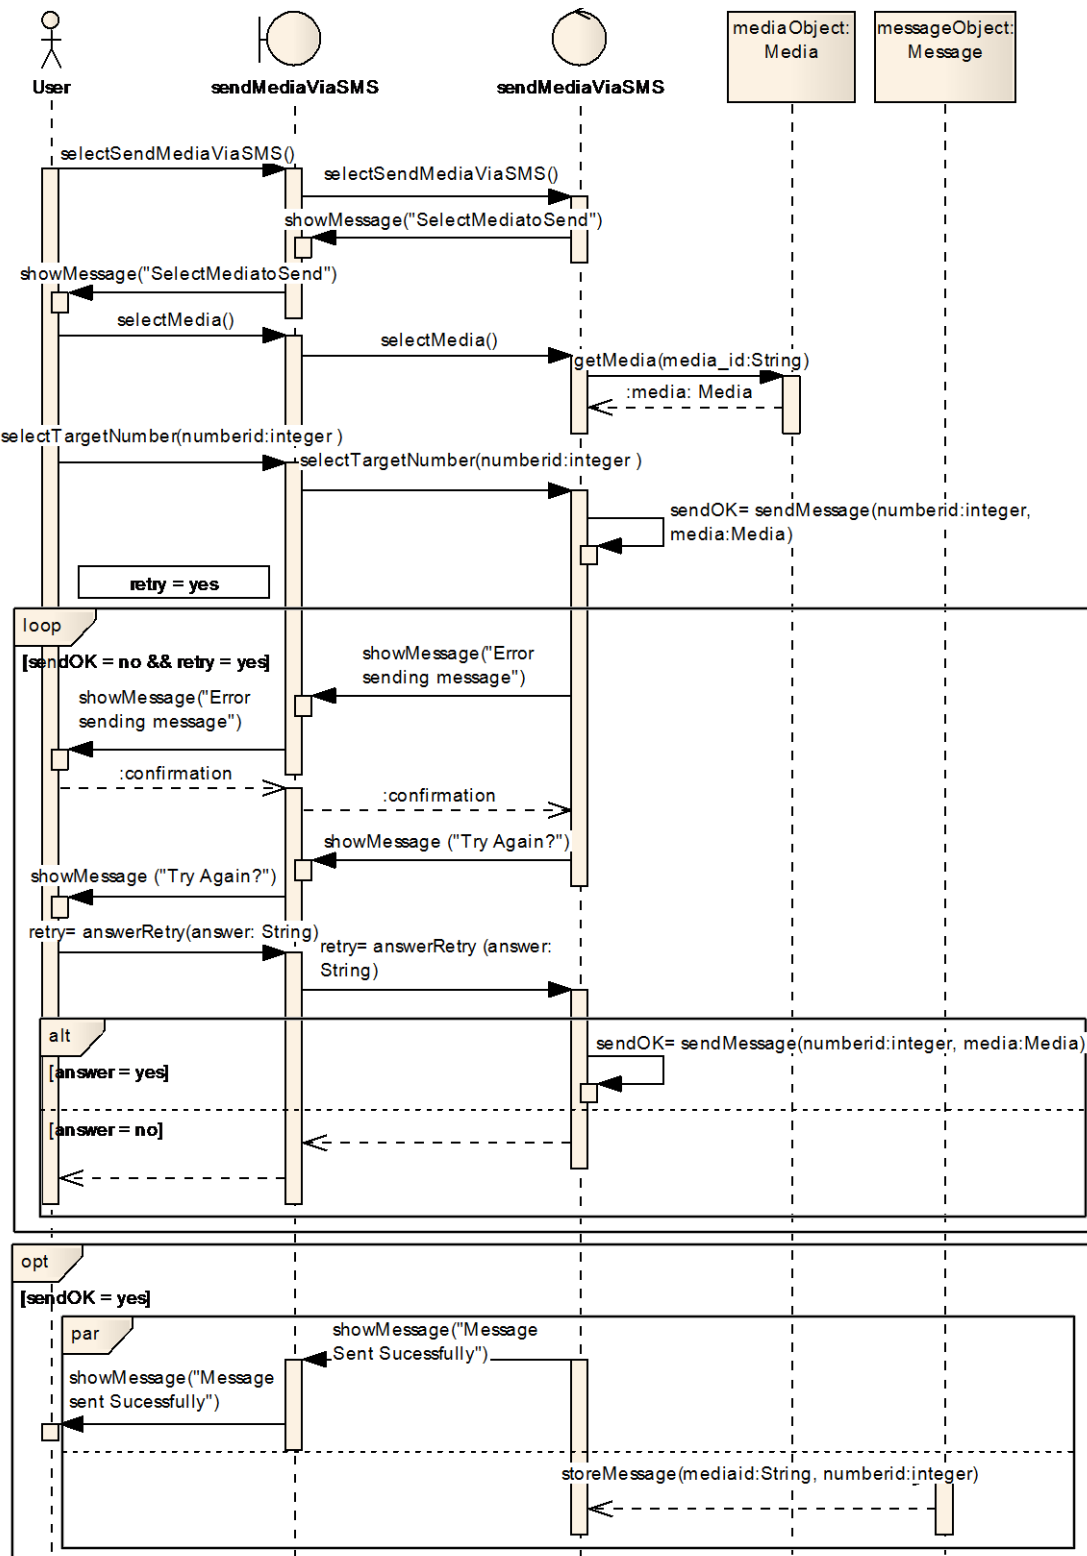 mediaObject:
Media
messageObject:
Message
User
sendMediaViaSMS
sendMediaViaSMS
selectSendMediaViaSMS()
selectSendMediaViaSMS()
showMessage("SelectMediatoSend")
showMessage("SelectMediatoSend")
selectMedia()
selectMedia()
getMedia(media_id:String)
:media: Media
selectTargetNumber(numberid:integer )
selectTargetNumber(numberid:integer )
sendOK= sendMessage(numberid:integer,
media:Media)
retry = yes
loop
[sendOK = no && retry = yes]
showMessage("Error
sending message")
showMessage("Error
sending message")
:confirmation
:confirmation
showMessage ("Try Again?")
showMessage ("Try Again?")
retry= answerRetry(answer: String)
retry= answerRetry (answer:
String)
alt
sendOK= sendMessage(numberid:integer, media:Media)
[answer = yes]
[answer = no]
opt
[sendOK = yes]
par
showMessage("Message
Sent Sucessfully")
showMessage("Message
sent Sucessfully")
storeMessage(mediaid:String, numberid:integer)